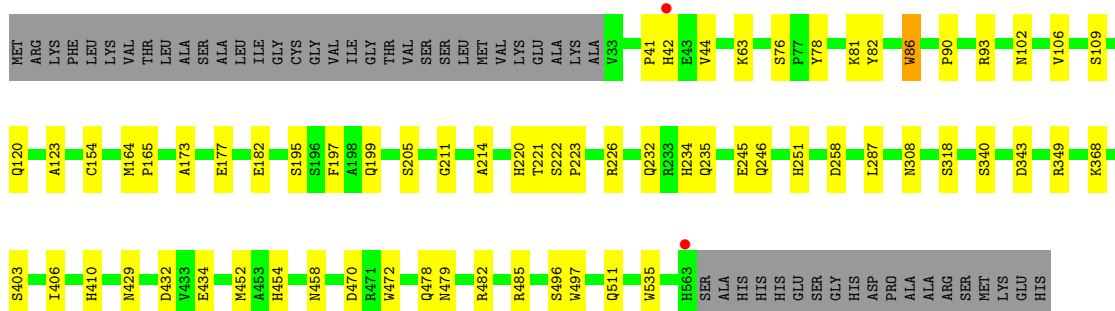 MET ARG LYS PHE LEU LYS VAL THR LEU ALA SER ALA LEU ILE GLY CYS GLY VAL ILE GLY THR VAL SER SER LEU MET VAL LYS GLU ALA LYS ALA V33 P41 H42 E43 V44 K63 S76 P77 Y78 K81 Y82 W86 P90 R93 N102 V106 S109
Q120 A123 C154 M164 P165 A173 E177 E182 S195 S196 F197 A198 Q199 S205 G211 A214 H220 T221 S222 P223 R226 Q232 R233 H234 Q235 E245 Q246 H251 D258 L287 N308 S318 S340 D343 R349 K368
S403 I406 H410 N429 D432 V433 E434 M452 A453 H454 N458 D470 R471 W472 Q478 N479 R482 R485 S496 W497 Q511 W535 H563 SER ALA HIS HIS HIS GLU SER GLY HIS ASP PRO ALA ALA ARG SER MET LYS GLU HIS